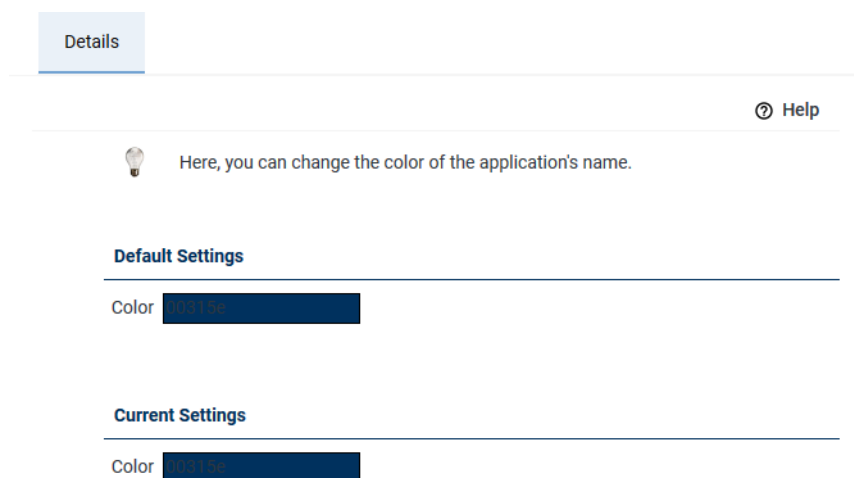 Details
Help
Here, you can change the color of the application's name.
Default Settings
Color 00315e
Current Settings
Color 00315e